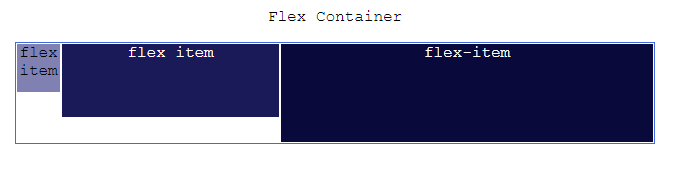 Flex Container
flex
item
flex item
flex-item